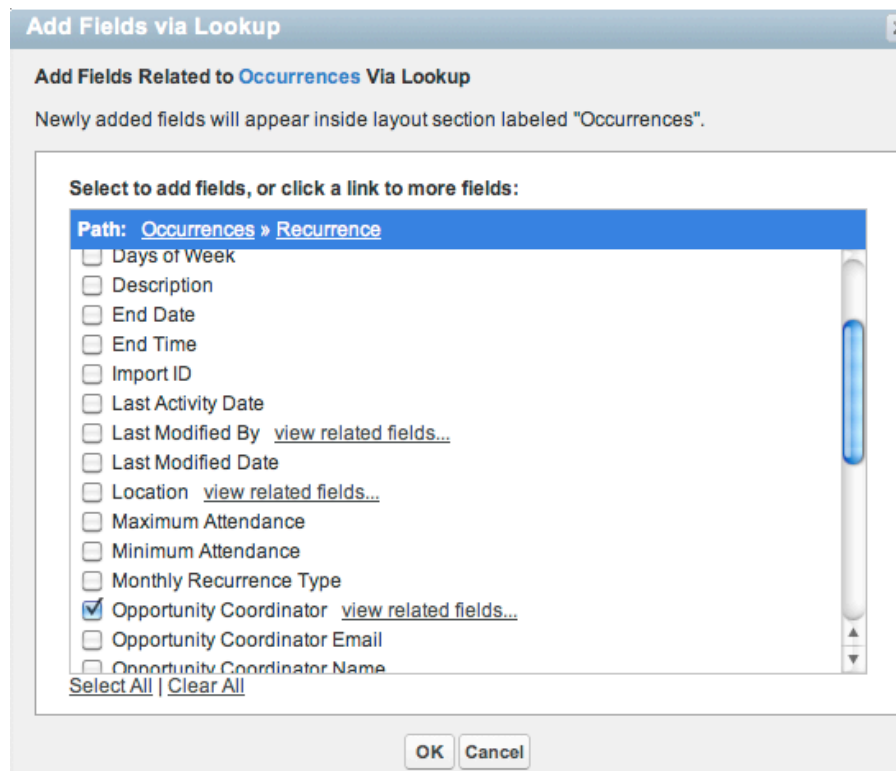 Add Fields via Lookup
Add Fields Related to Occurrences Via Lookup
Newly added fields will appear inside layout section labeled "Occurrences".
Select to add fields, or click a link to more fields:
Path: Occurrences » Recurrence
Days of Week
Description
End Date
End Time
Import ID
Last Activity Date
Last Modified By view related fields...
Last Modified Date
Location view related fields...
Maximum Attendance
Minimum Attendance
Monthly Recurrence Type
Opportunity Coordinator view related fields...
Opportunity Coordinator Email
Opportunity Coordinator Name
Select All | Clear All
OK Cancel